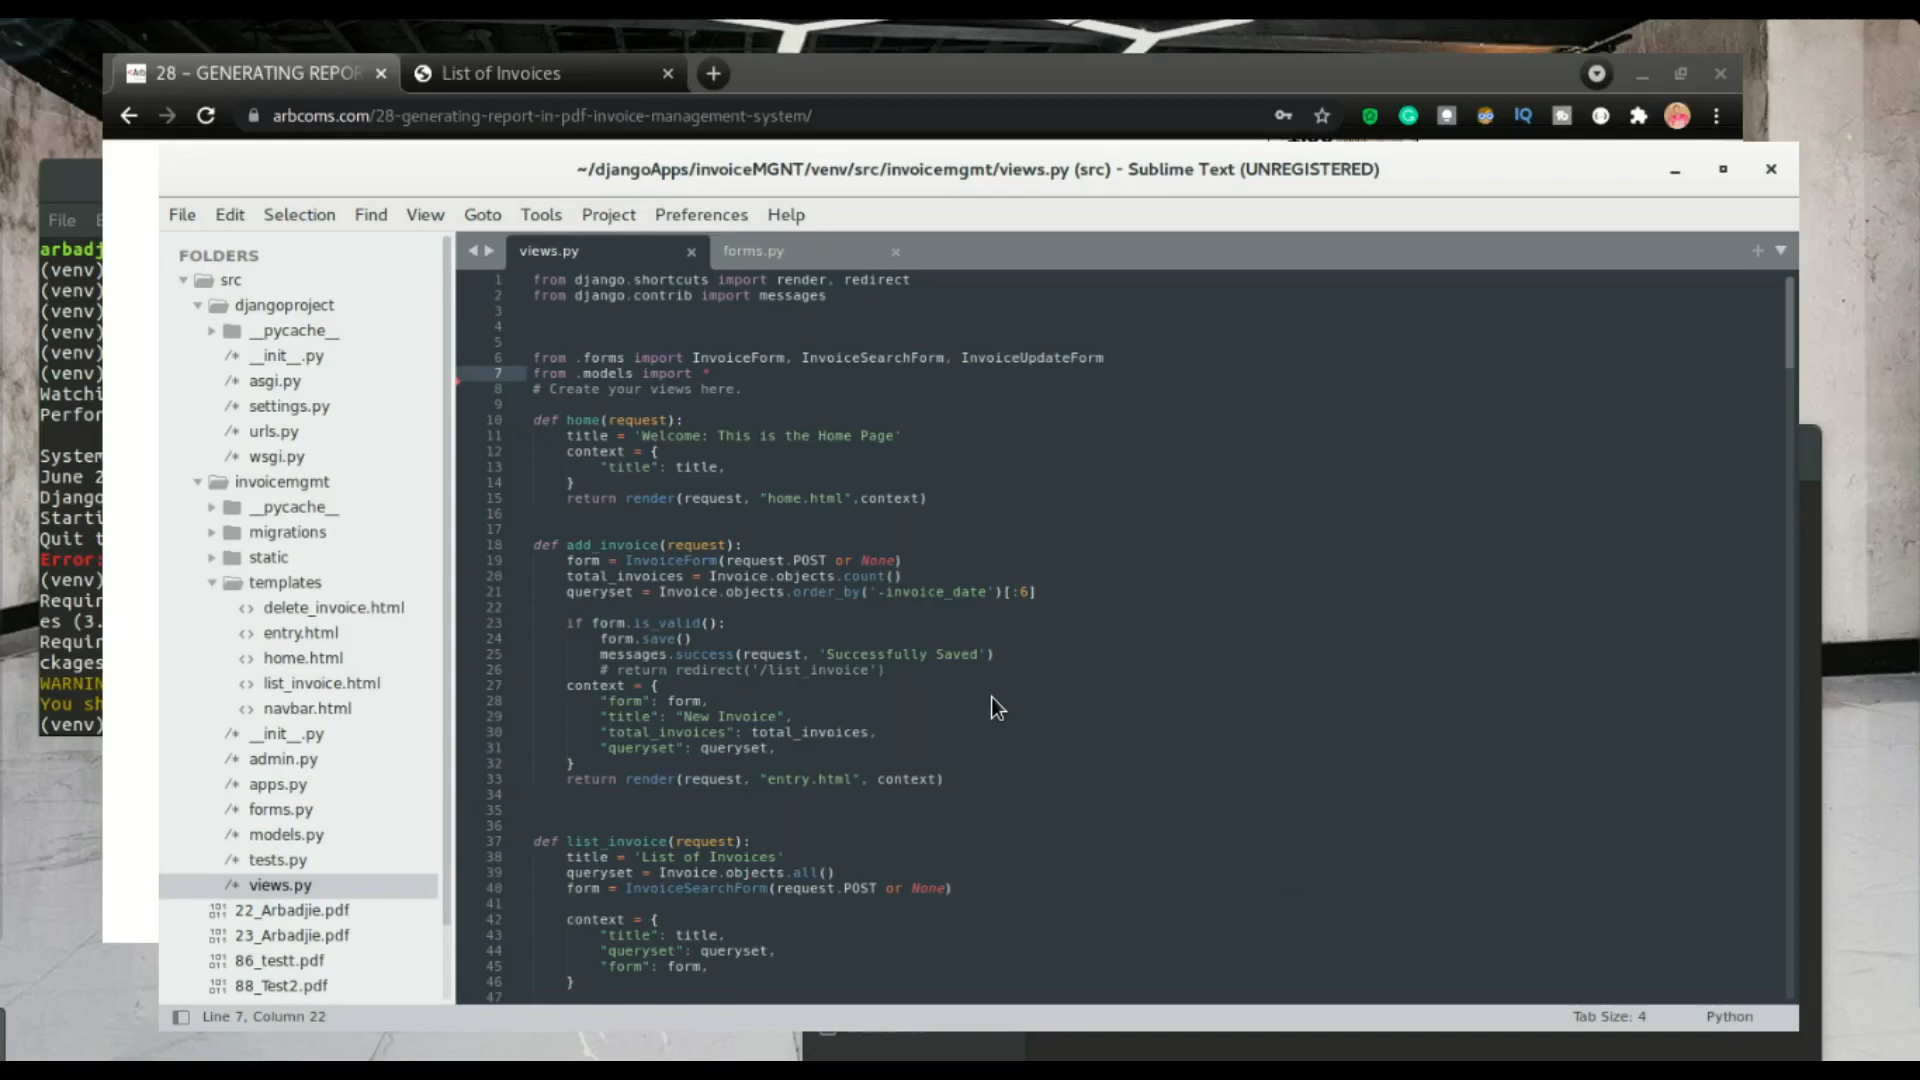 28 – GENERATING REPOR
List of Invoices
arbcoms.com/28-generating-report-in-pdf-invoice-management-system/
~/djangoApps/invoiceMGNT/venv/src/invoicemgmt/views.py (src) - Sublime Text (UNREGISTERED)
File Edit Selection Find View Goto Tools Project Preferences Help
File E
arbadj
(venv)
(venv)
(venv)
(venv)
(venv)
(venv)
Watchi
Perfor
System
June 2
Django
Starti
Quit t
Error:
(venv)
Requir
es (3.
Requir
ckages
WARNIN
You sh
(venv)
FOLDERS
src
djangoproject
__pycache__
/* __init__.py
/* asgi.py
/* settings.py
/* urls.py
/* wsgi.py
invoicemgmt
__pycache__
migrations
static
templates
<> delete_invoice.html
<> entry.html
<> home.html
<> list_invoice.html
<> navbar.html
/* __init__.py
/* admin.py
/* apps.py
/* forms.py
/* models.py
/* tests.py
/* views.py
22_Arbadjie.pdf
23_Arbadjie.pdf
86_testt.pdf
88_Test2.pdf
views.py
forms.py
1 from django.shortcuts import render, redirect
2 from django.contrib import messages
3
4
5
6 from .forms import InvoiceForm, InvoiceSearchForm, InvoiceUpdateForm
7 from .models import *
8 # Create your views here.
9
10 def home(request):
11     title = 'Welcome: This is the Home Page'
12     context = {
13         "title": title,
14     }
15     return render(request, "home.html",context)
16
17
18 def add_invoice(request):
19     form = InvoiceForm(request.POST or None)
20     total_invoices = Invoice.objects.count()
21     queryset = Invoice.objects.order_by('-invoice_date')[:6]
22
23     if form.is_valid():
24         form.save()
25         messages.success(request, 'Successfully Saved')
26         # return redirect('/list_invoice')
27     context = {
28         "form": form,
29         "title": "New Invoice",
30         "total_invoices": total_invoices,
31         "queryset": queryset,
32     }
33     return render(request, "entry.html", context)
34
35
36
37 def list_invoice(request):
38     title = 'List of Invoices'
39     queryset = Invoice.objects.all()
40     form = InvoiceSearchForm(request.POST or None)
41
42     context = {
43         "title": title,
44         "queryset": queryset,
45         "form": form,
46     }
47
Line 7, Column 22
Tab Size: 4
Python